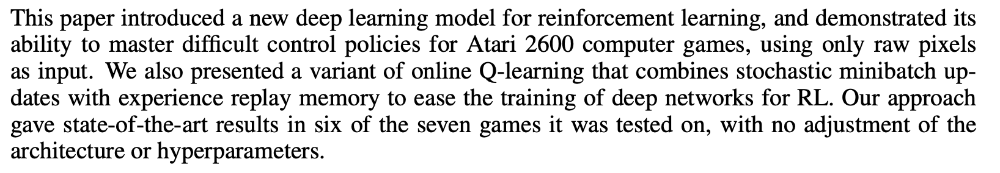 This paper introduced a new deep learning model for reinforcement learning, and demonstrated its
ability to master difficult control policies for Atari 2600 computer games, using only raw pixels
as input. We also presented a variant of online Q-learning that combines stochastic minibatch up-
dates with experience replay memory to ease the training of deep networks for RL. Our approach
gave state-of-the-art results in six of the seven games it was tested on, with no adjustment of the
architecture or hyperparameters.